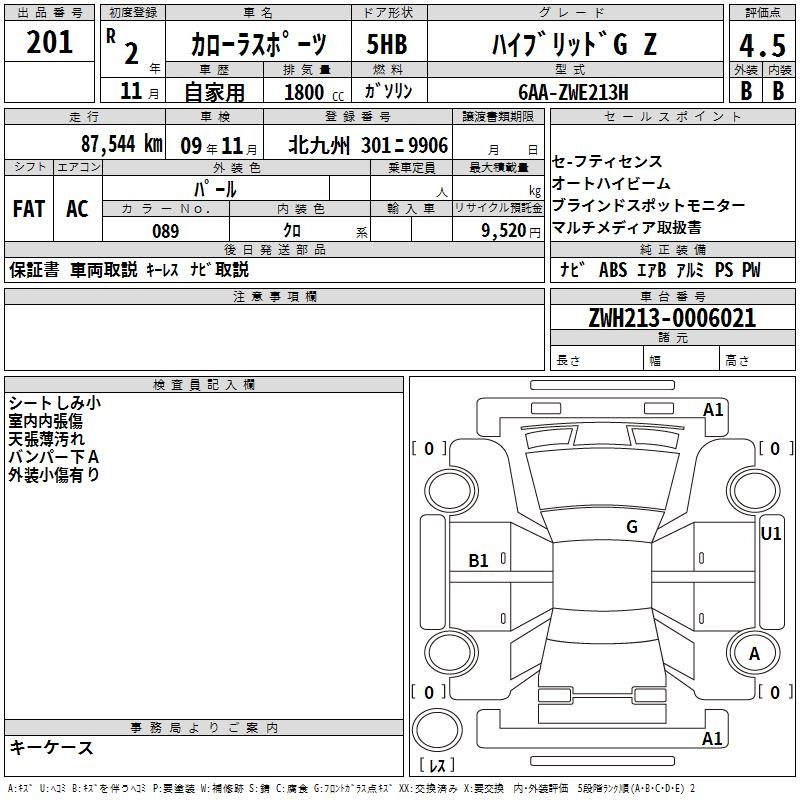 出品番号 初度登録 車名 ドア形状 グレード 評価点
201 R 2 年 カローラスポーツ 5HB ハイブリッドG Z 4.5
車歴 排気量 燃料 型式 外装 内装
11 月 自家用 1800 CC ガソリン 6AA-ZWE213H B B
走行 車検 登録番号 譲渡書類期限 セールスポイント
87,544 km 09 年 11 月 北九州 301ニ9906 月 日
シフト エアコン 外装色 乗車定員 最大積載量
セ-フティセンス
オートハイビーム
ブラインドスポットモニター
マルチメディア取扱書
FAT AC パール 人 kg
カラーNo. 内装色 輸入車 リサイクル預託金
089 クロ 系 9,520 円
後日発送部品 純正装備
保証書 車両取説 キーレス ナビ取説
ナビ ABS エアB アルミ PS PW
注意事項欄 車台番号
ZWH213-0006021
諸元
長さ 幅 高さ
検査員記入欄
シートしみ小
室内内張傷
天張薄汚れ
バンパー下A
外装小傷有り
事務局よりご案内
キーケース
A1
[ 0 ] [ 0 ]
G
U1
B1
A
[ 0 ] [ 0 ]
A1
[ レス ]
A:キズ U:ヘコミ B:キズを伴うヘコミ P:要塗装 W:補修跡 S:錆 C:腐食 G:フロントガラス点キズ XX:交換済み X:要交換 内・外装評価 5段階ランク順(A・B・C・D・E) 2